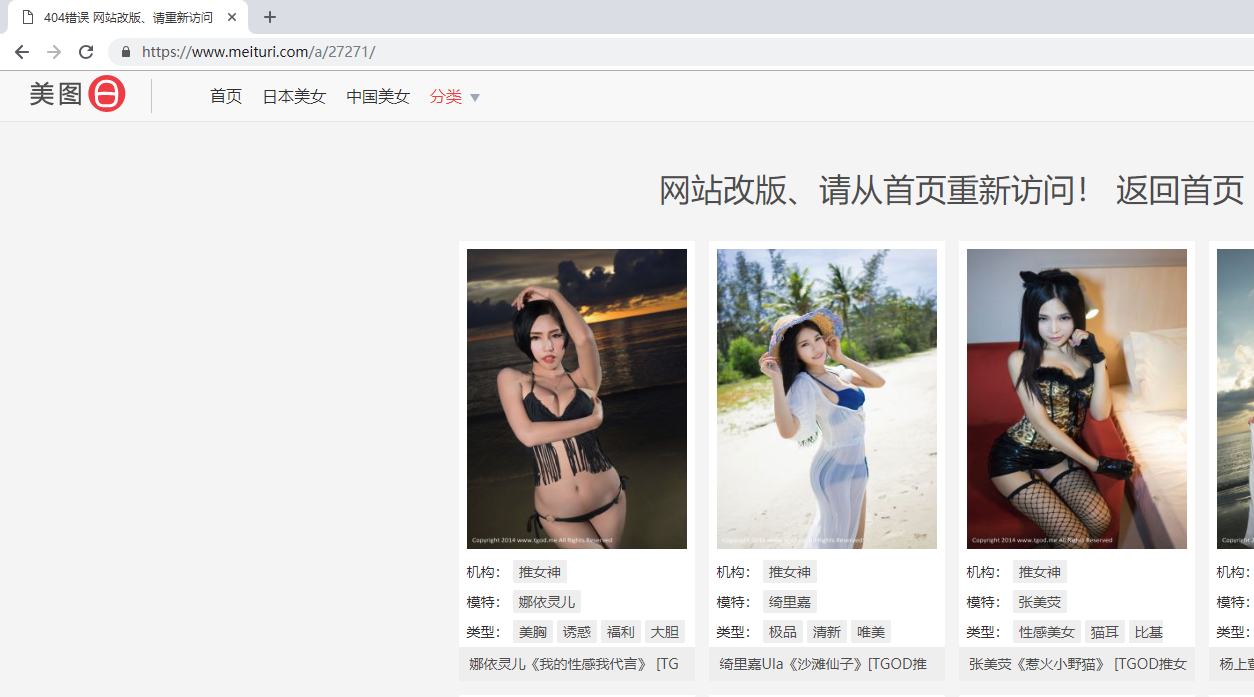 404错误 网站改版、请重新访问
https://www.meituri.com/a/27271/
美图日 首页 日本美女 中国美女 分类
网站改版、请从首页重新访问！ 返回首页
Copyright 2014 www.tgod.me All Rights Reserved
Copyright 2014 www.tgod.me All Rights Reserved
Copyright 2014 www.tgod.me All Rights Reserved
机构： 推女神
模特： 娜依灵儿
类型： 美胸 诱惑 福利 大胆
娜依灵儿《我的性感我代言》 [TG
机构： 推女神
模特： 绮里嘉
类型： 极品 清新 唯美
绮里嘉Ula《沙滩仙子》[TGOD推
机构： 推女神
模特： 张美荧
类型： 性感美女 猫耳 比基
张美荧《惹火小野猫》 [TGOD推女
机构：
模特：
类型：
杨上